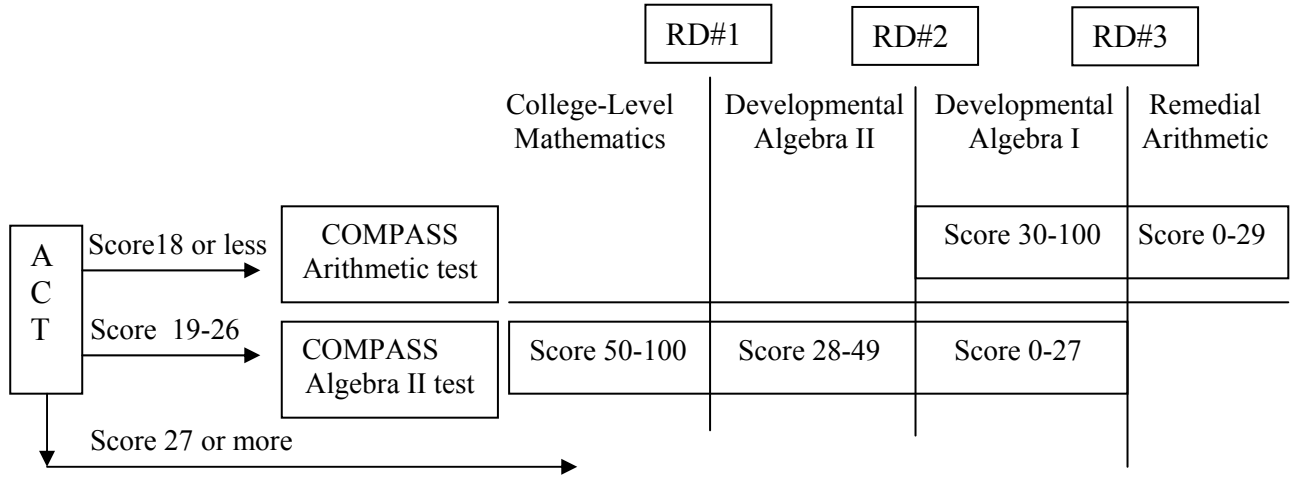 RD#1 RD#2 RD#3
College-Level Developmental Developmental Remedial
Mathematics Algebra II Algebra I Arithmetic
A
C
T
Score18 or less
COMPASS
Arithmetic test
Score 30-100 Score 0-29
Score 19-26
COMPASS
Algebra II test
Score 50-100 Score 28-49 Score 0-27
Score 27 or more